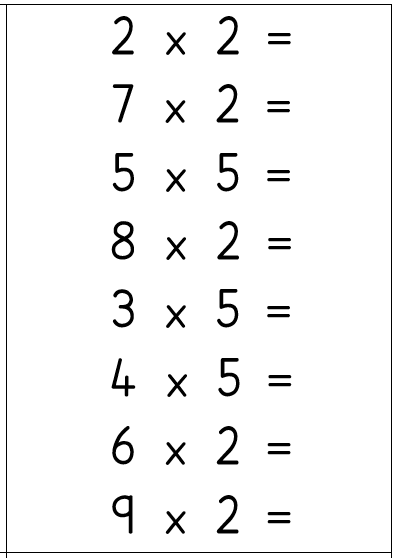 2 x 2 =
7 x 2 =
5 x 5 =
8 x 2 =
3 x 5 =
4 x 5 =
6 x 2 =
9 x 2 =